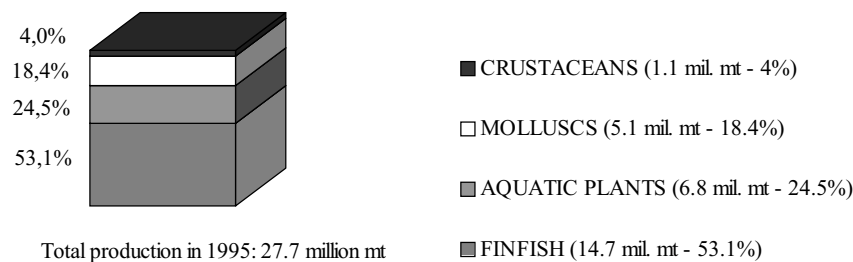 4,0%
18,4%
24,5%
53,1%
Total production in 1995: 27.7 million mt
CRUSTACEANS (1.1 mil. mt - 4%)
MOLLUSCS (5.1 mil. mt - 18.4%)
AQUATIC PLANTS (6.8 mil. mt - 24.5%)
FINFISH (14.7 mil. mt - 53.1%)